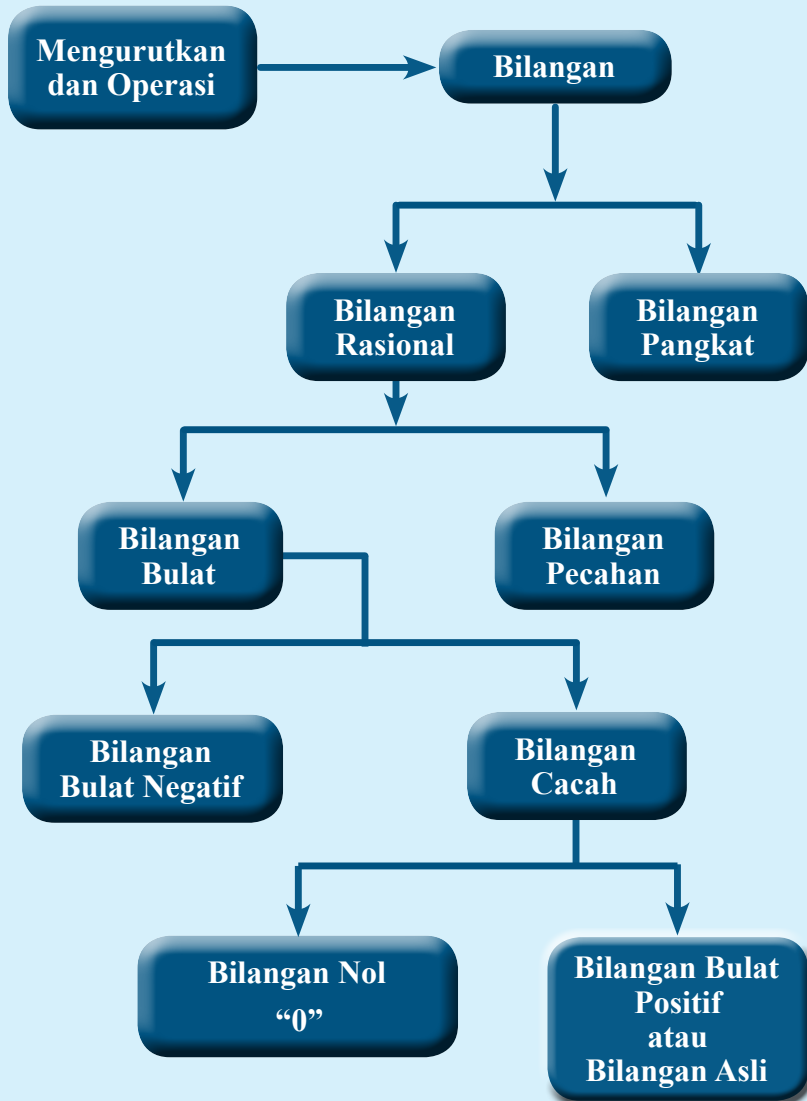 Mengurutkan
dan Operasi
Bilangan
Bilangan
Rasional
Bilangan
Pangkat
Bilangan
Bulat
Bilangan
Pecahan
Bilangan
Bulat Negatif
Bilangan
Cacah
Bilangan Nol
“0”
Bilangan Bulat
Positif
atau
Bilangan Asli